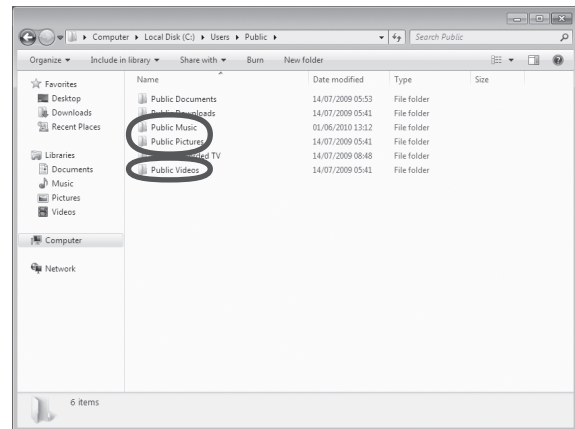 Computer ▸ Local Disk (C:) ▸ Users ▸ Public ▸ Search Public
Organize ▾ Include in library ▾ Share with ▾ Burn New folder
Name Date modified Type Size
Favorites
Desktop
Downloads
Recent Places
Libraries
Documents
Music
Pictures
Videos
Computer
Network
Public Documents 14/07/2009 05:53 File folder
Public Downloads 14/07/2009 05:41 File folder
Public Music 01/06/2010 13:12 File folder
Public Pictures 14/07/2009 05:41 File folder
TV 14/07/2009 08:48 File folder
Public Videos 14/07/2009 05:41 File folder
6 items